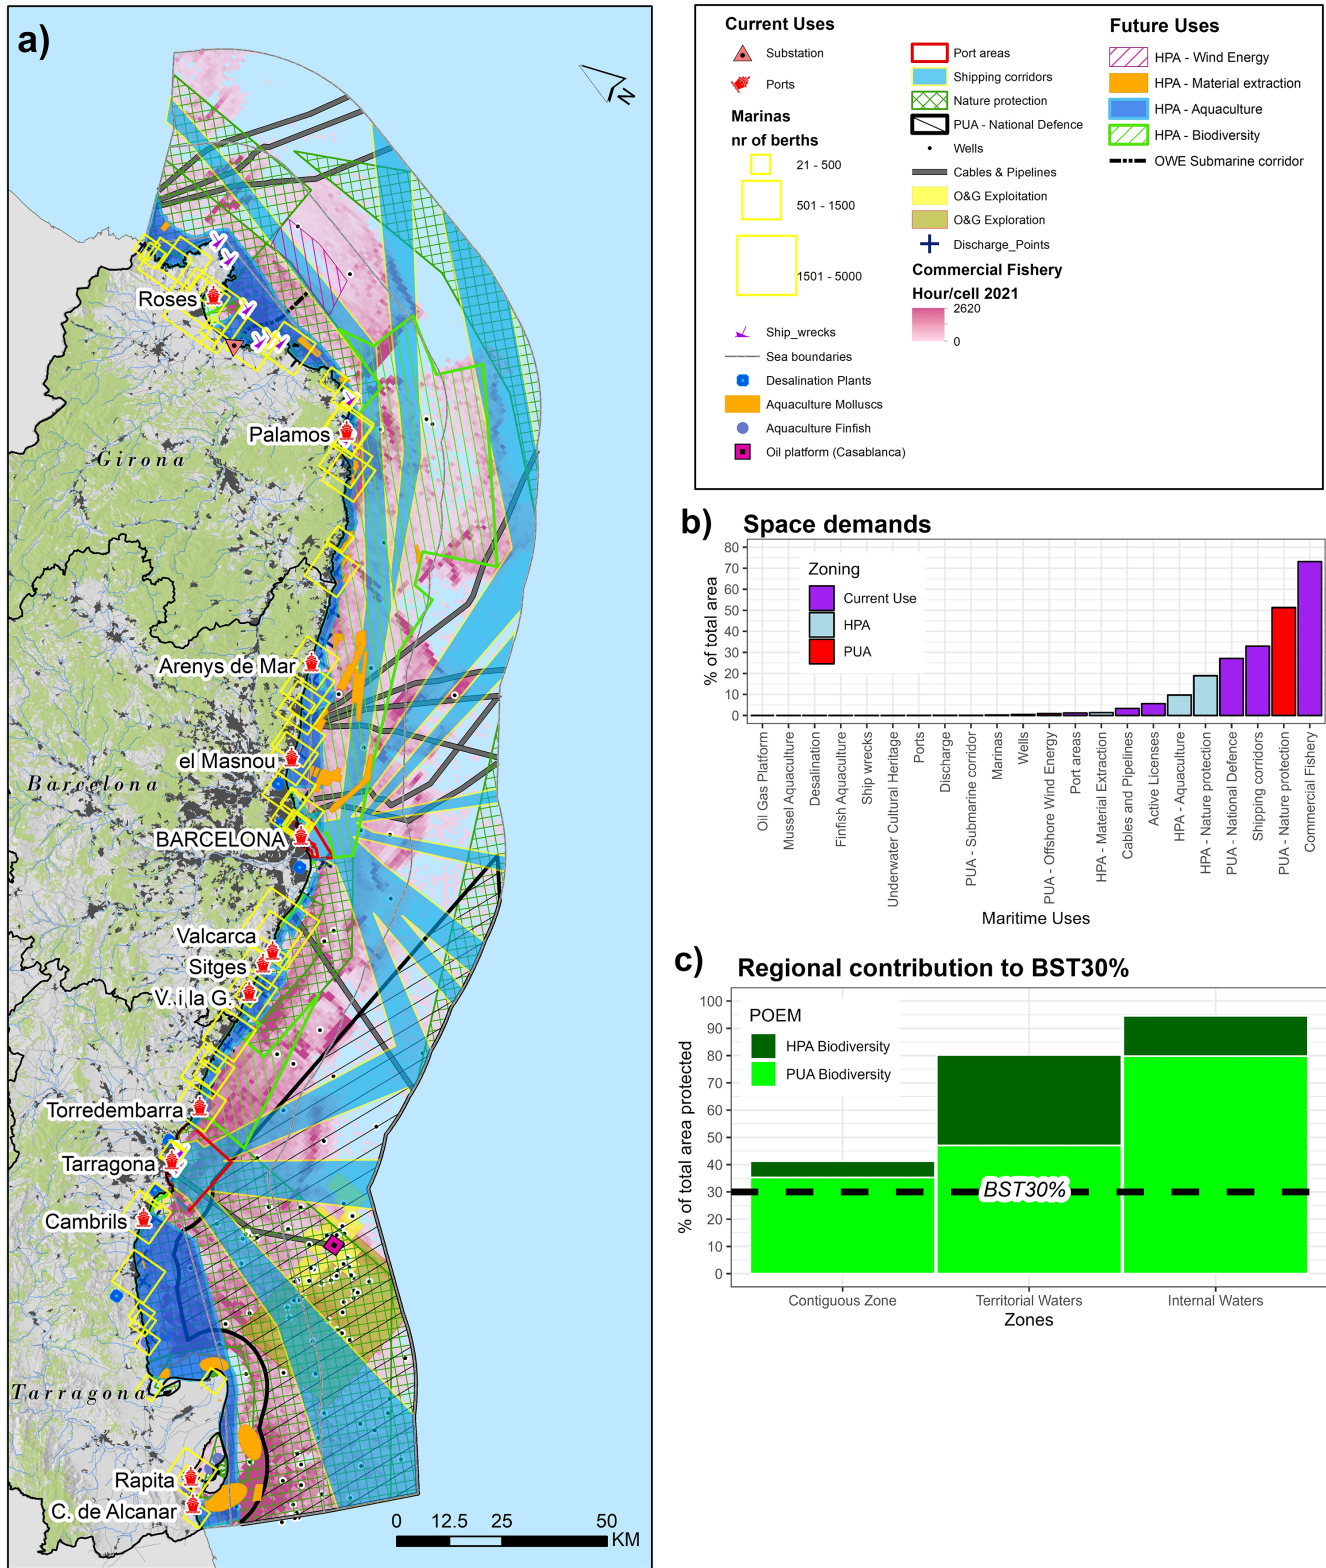 a)
N
Roses
Palamos
Girona
Arenys de Mar
el Masnou
Barcelona
BARCELONA
Valcarca
Sitges
V. i la G.
Torredembarra
Tarragona
Cambrils
Tarragona
Rapita
C. de Alcanar
0 12.5 25 50
KM
Current Uses
Substation
Ports
Marinas
nr of berths
21 - 500
501 - 1500
1501 - 5000
Ship_wrecks
Sea boundaries
Desalination Plants
Aquaculture Molluscs
Aquaculture Finfish
Oil platform (Casablanca)
Port areas
Shipping corridors
Nature protection
PUA - National Defence
Wells
Cables & Pipelines
O&G Exploitation
O&G Exploration
Discharge_Points
Commercial Fishery
Hour/cell 2021
2620
0
Future Uses
HPA - Wind Energy
HPA - Material extraction
HPA - Aquaculture
HPA - Biodiversity
OWE Submarine corridor
b) Space demands
% of total area
80
70
60
50
40
30
20
10
0
Zoning
Current Use
HPA
PUA
Oil Gas Platform
Mussel Aquaculture
Desalination
Finfish Aquaculture
Ship wrecks
Underwater Cultural Heritage
Ports
Discharge
PUA - Submarine corridor
Marinas
Wells
PUA - Offshore Wind Energy
Port areas
HPA - Material Extraction
Cables and Pipelines
Active Licenses
HPA - Aquaculture
HPA - Nature protection
PUA - National Defence
Shipping corridors
PUA - Nature protection
Commercial Fishery
Maritime Uses
c) Regional contribution to BST30%
% of total area protected
100
90
80
70
60
50
40
30
20
10
0
POEM
HPA Biodiversity
PUA Biodiversity
BST30%
Contiguous Zone
Territorial Waters
Internal Waters
Zones